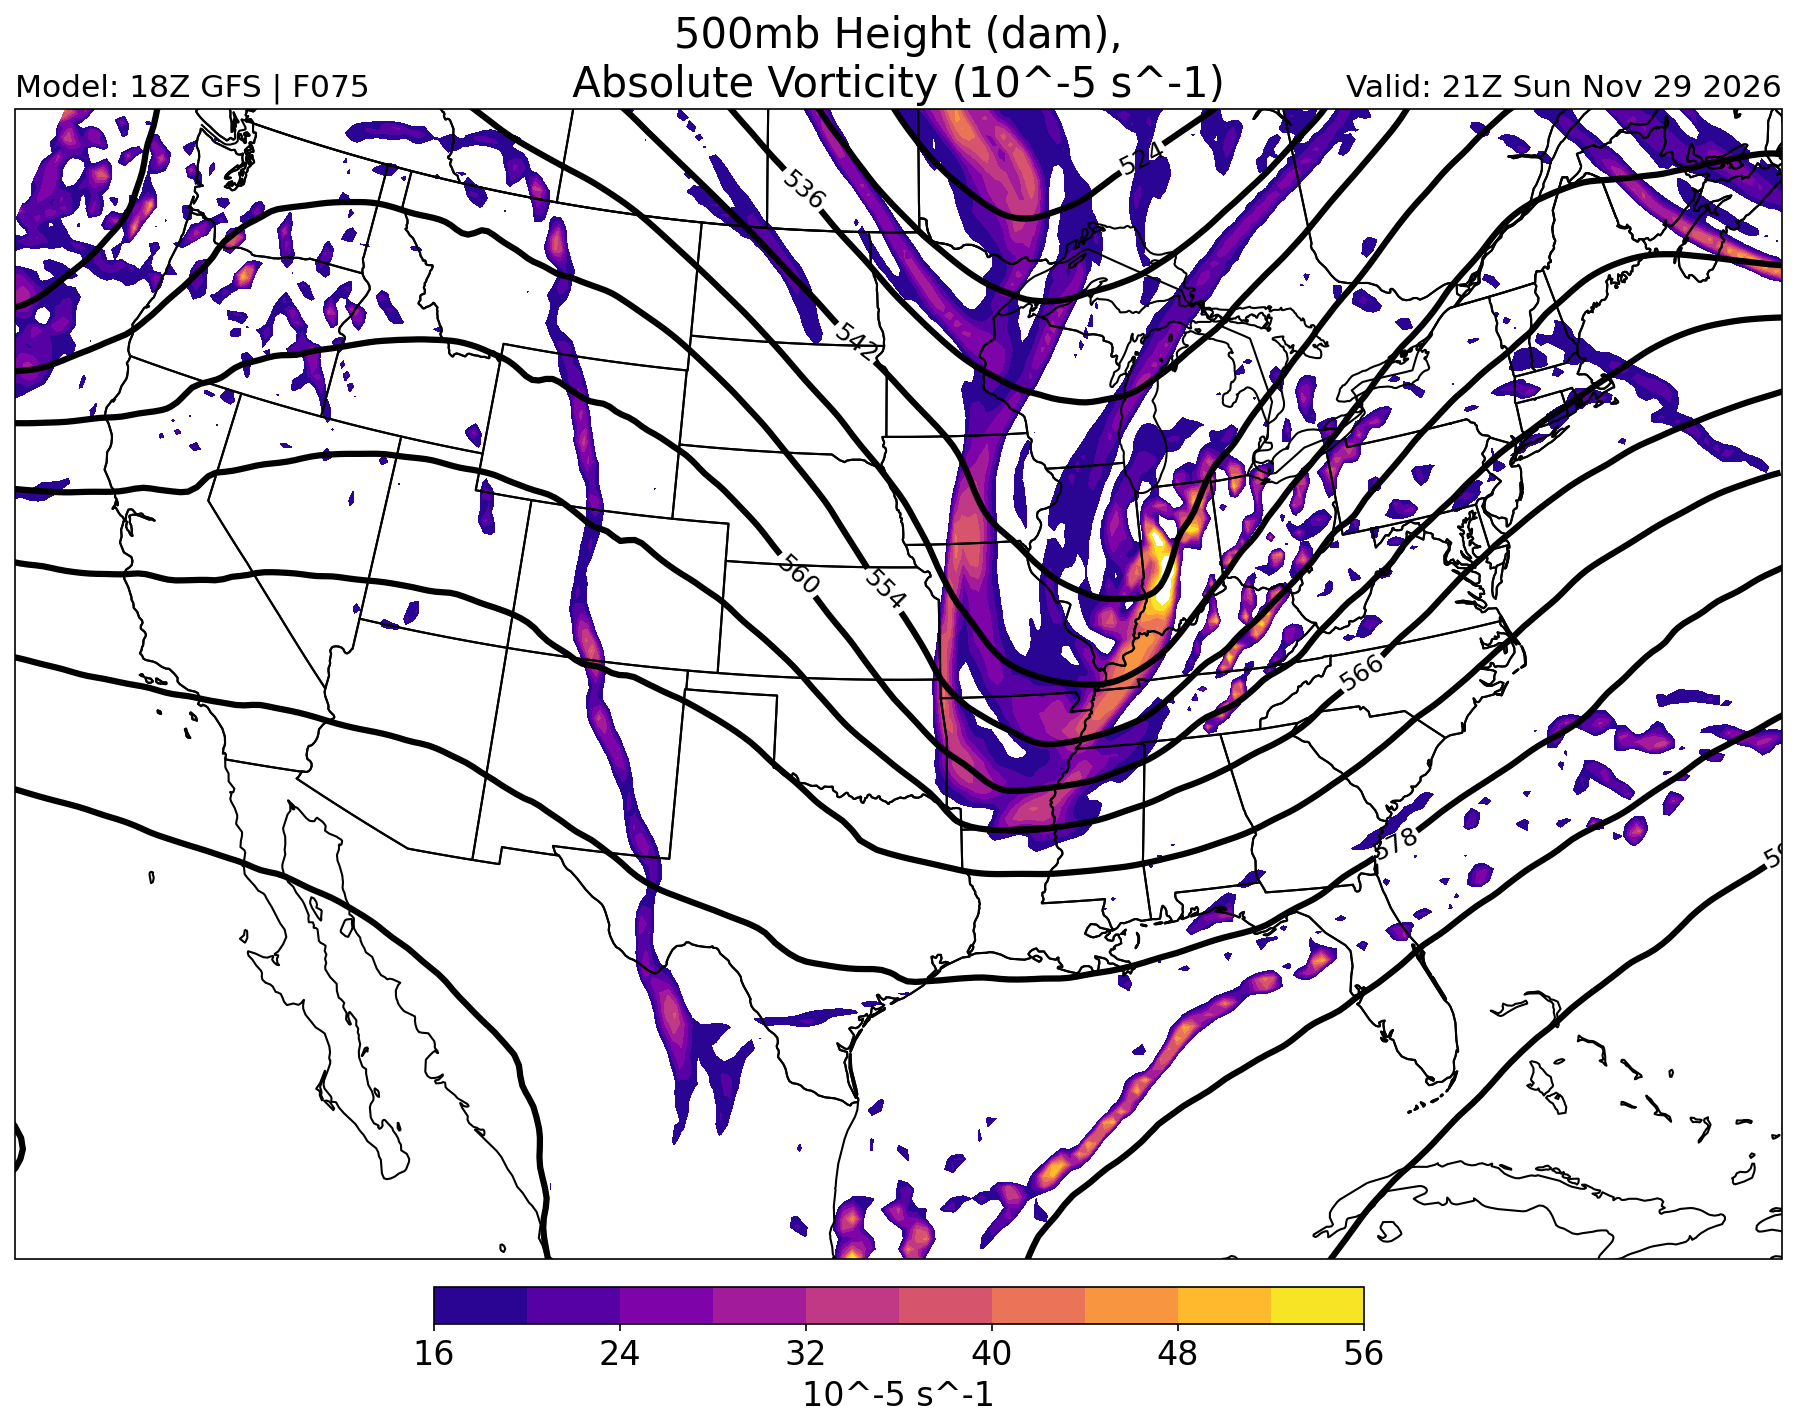 500mb Height (dam),
Absolute Vorticity (10^-5 s^-1)
Model: 18Z GFS | F075
Valid: 21Z Sun Nov 29 2026
524
536
542
560
554
566
578
16 24 32 40 48 56
10^-5 s^-1